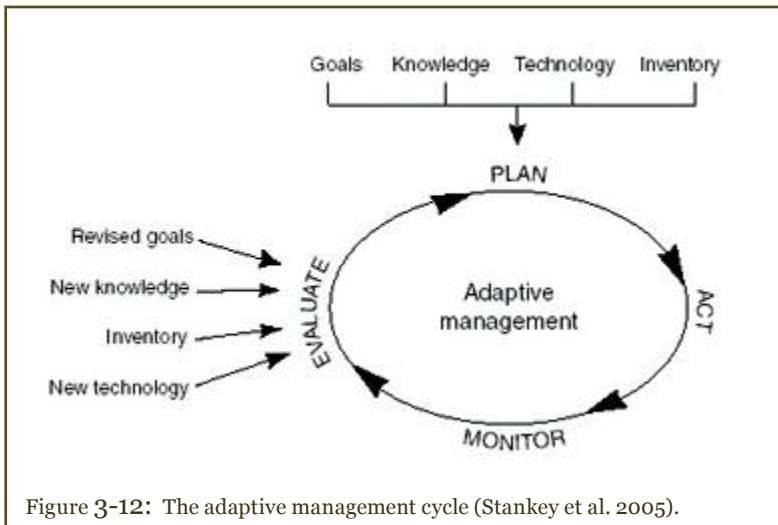 Goals Knowledge Technology Inventory
PLAN
Revised goals
New knowledge
Inventory
New technology
EVALUATE
Adaptive
management
ACT
MONITOR
Figure 3-12: The adaptive management cycle (Stankey et al. 2005).